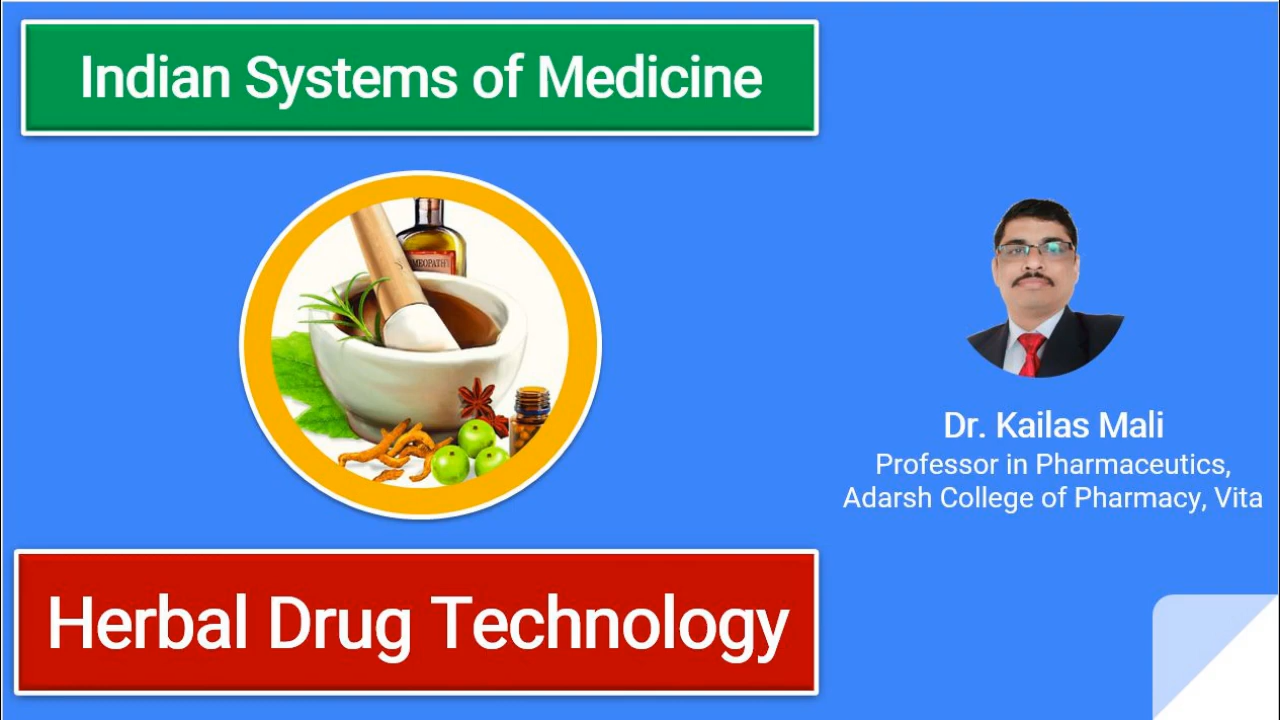 Indian Systems of Medicine
Dr. Kailas Mali
Professor in Pharmaceutics,
Adarsh College of Pharmacy, Vita
Herbal Drug Technology